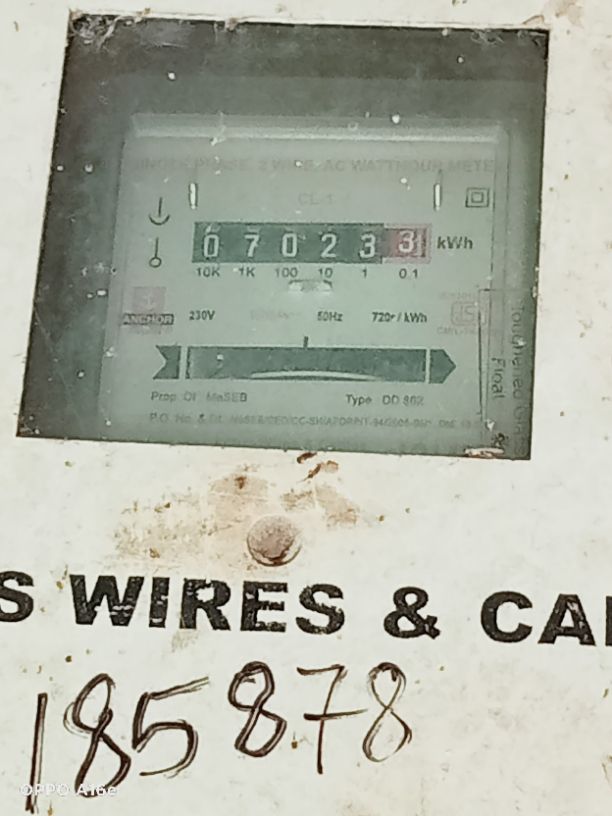 SINGLE PHASE 2 WIRE AC WATTHOUR METER
CL 1
0 7 0 2 3 3 kWh
10K 1K 100 10 1 0.1
ANCHOR 230V 50Hz 720r/kWh
Toughened
Float
Prop. Of MaSEB Type DD 862
P.O. No. & Dt.
S WIRES & CA
185878
OPPO A16e